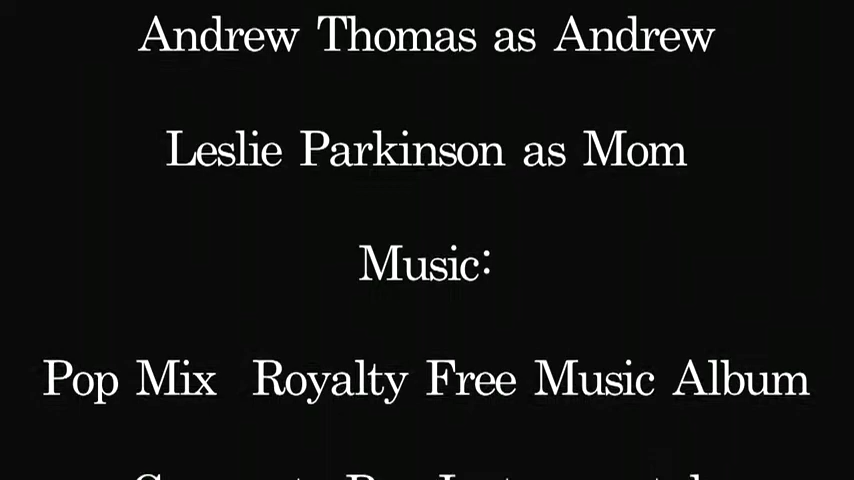 Andrew Thomas as Andrew
Leslie Parkinson as Mom
Music:
Pop Mix Royalty Free Music Album